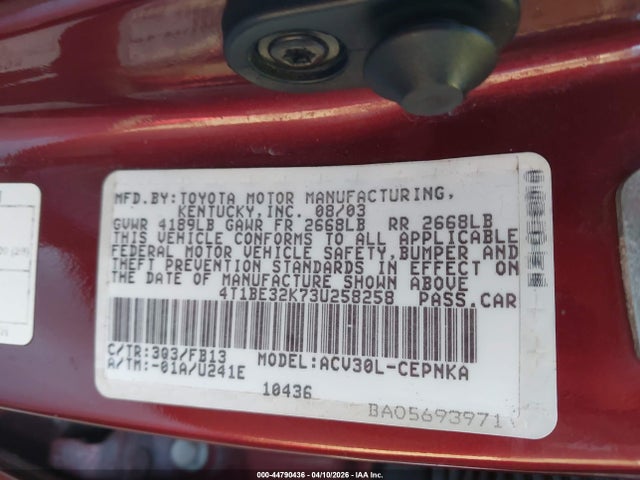 MFD.BY:TOYOTA MOTOR MANUFACTURING,
KENTUCKY,INC. 08/03
GVWR 4189LB GAWR FR 2668LB RR 2668LB
THIS VEHICLE CONFORMS TO ALL APPLICABLE
FEDERAL MOTOR VEHICLE SAFETY,BUMPER,AND
THEFT PREVENTION STANDARDS IN EFFECT ON
THE DATE OF MANUFACTURE SHOWN ABOVE
4T1BE32K73U258258 PASS.CAR
C/TR:3Q3/FB13 MODEL:ACV30L-CEPNKA
A/TM:-01A/U241E
10436
BA05693971
000-44790436 - 04/10/2026 - IAAI, Inc.